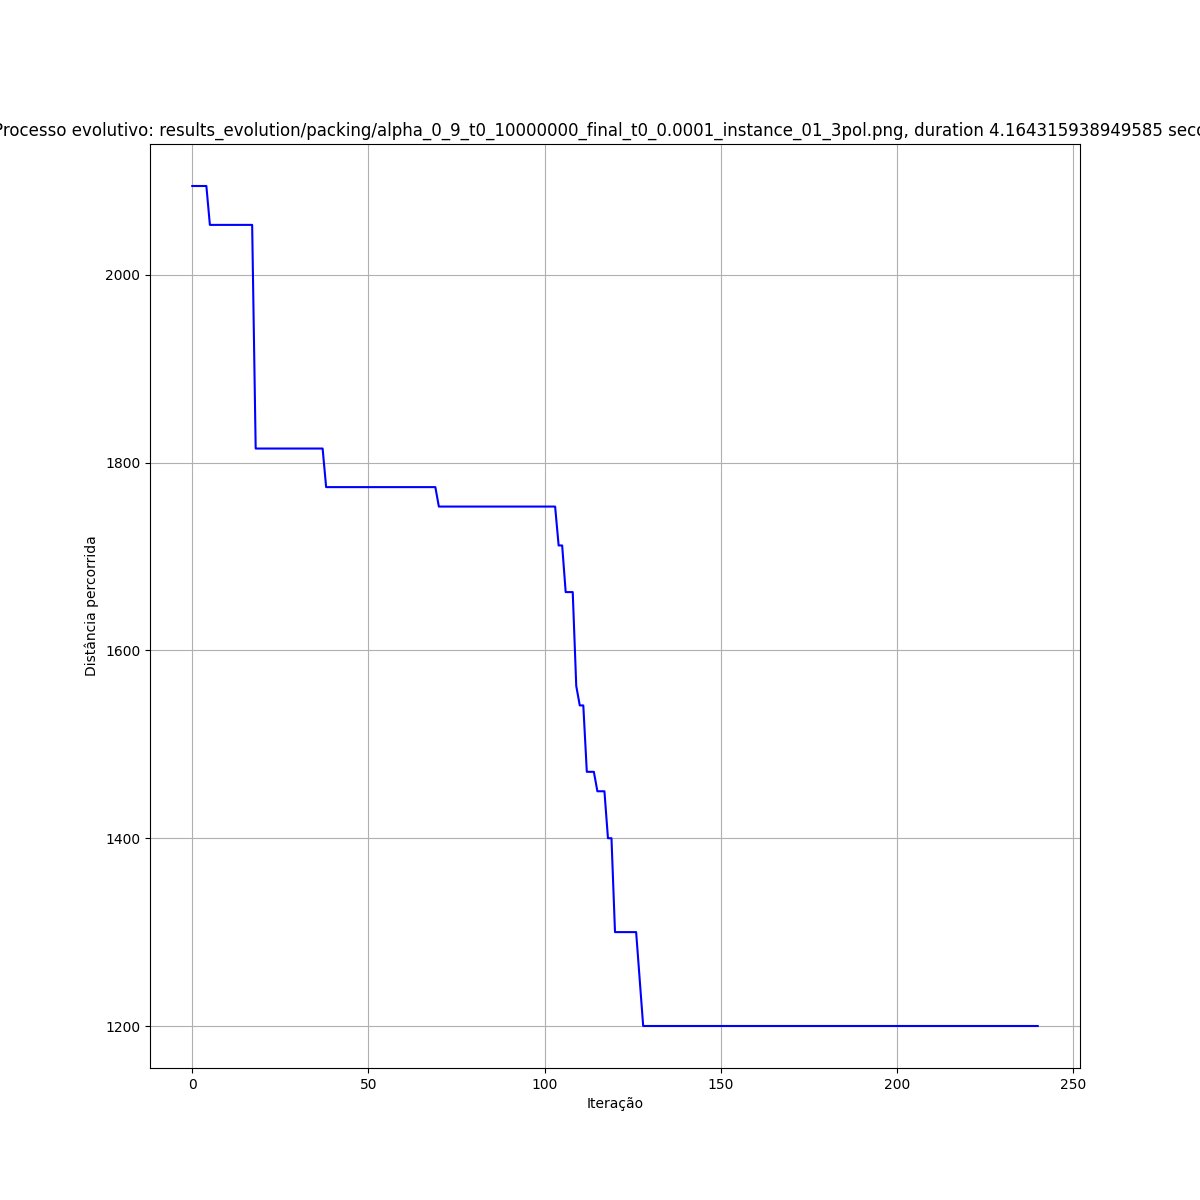 Processo evolutivo: results_evolution/packing/alpha_0_9_t0_10000000_final_t0_0.0001_instance_01_3pol.png, duration 4.164315938949585
2000
1800
1600
1400
1200
Distância percorrida
0 50 100 150 200 250
Iteração